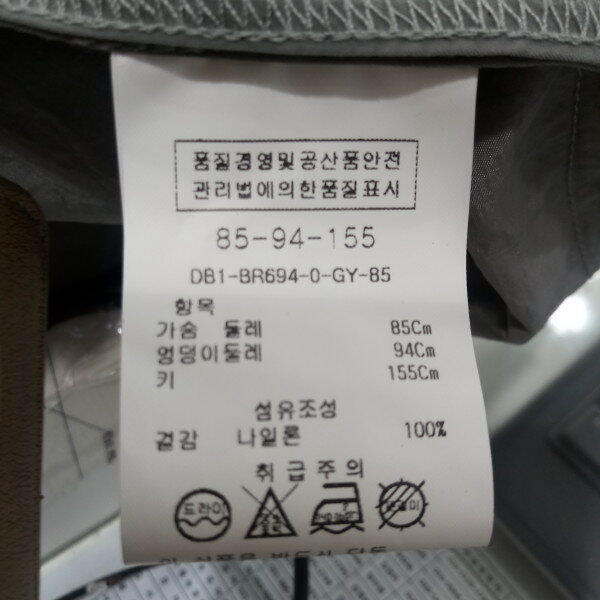 품질경영및공산품안전
관리법에의한품질표시
85-94-155
DB1-BR694-0-GY-85
항목
가슴 둘레 85Cm
엉덩이둘레 94Cm
키 155Cm
섬유조성
겉감 나일론 100%
취급주의
드라이